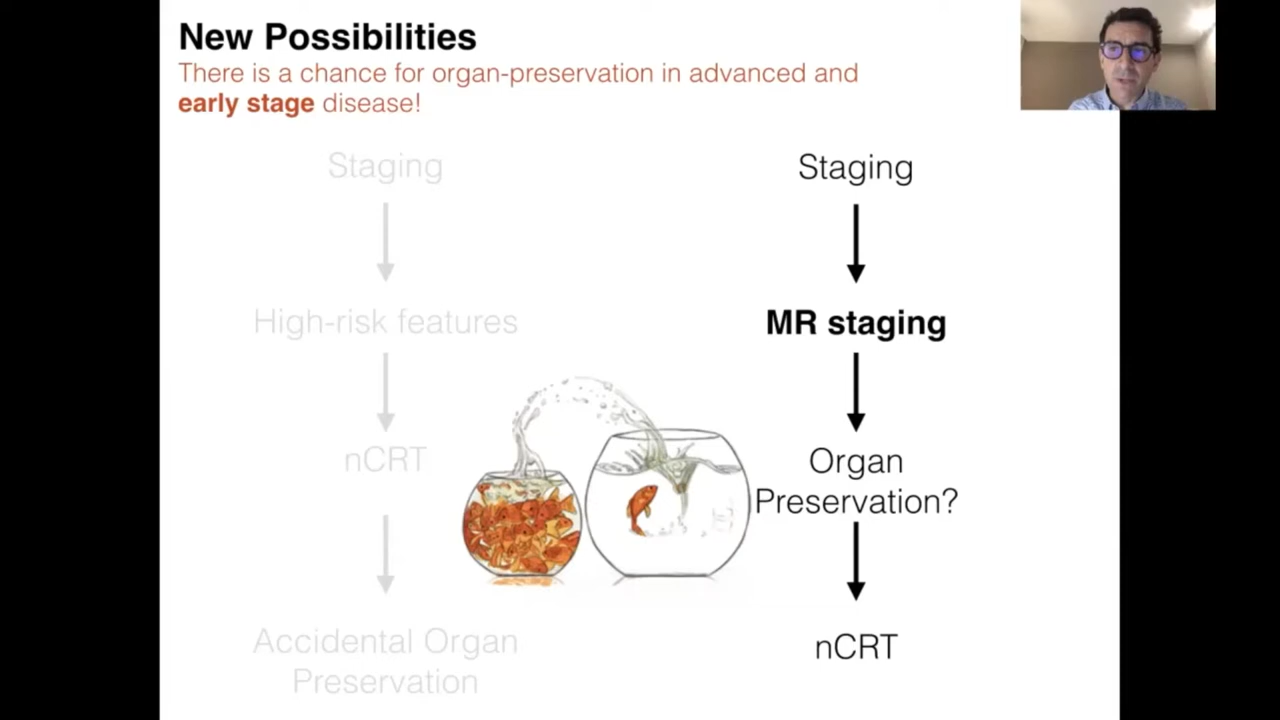 New Possibilities
There is a chance for organ-preservation in advanced and
early stage disease!
Staging
High-risk features
nCRT
Accidental Organ
Preservation
Staging
MR staging
Organ
Preservation?
nCRT